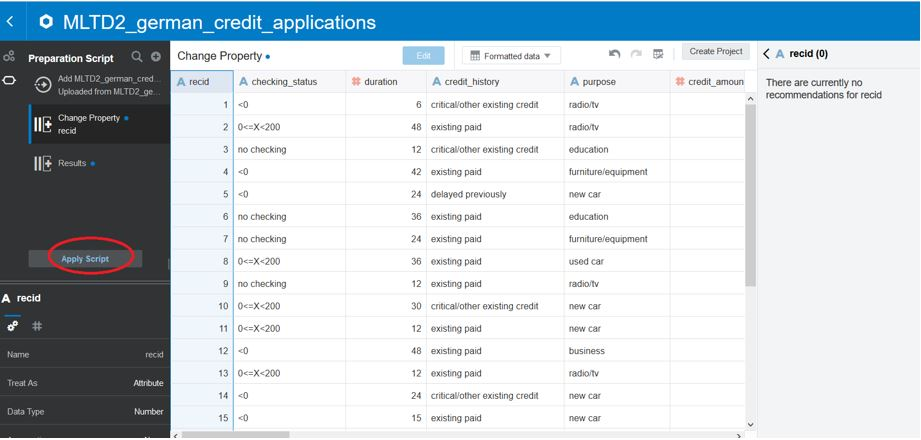 MLTD2_german_credit_applications
Preparation Script
Add MLTD2_german_cred...
Uploaded from MLTD2_ge...
Change Property
recid
Results
Apply Script
A recid
Name recid
Treat As Attribute
Data Type Number
Change Property
Edit
Formatted data
Create Project
A recid A checking_status # duration A credit_history A purpose # credit_amoun
1 <0 6 critical/other existing credit radio/tv
2 0<=X<200 48 existing paid radio/tv
3 no checking 12 critical/other existing credit education
4 <0 42 existing paid furniture/equipment
5 <0 24 delayed previously new car
6 no checking 36 existing paid education
7 no checking 24 existing paid furniture/equipment
8 0<=X<200 36 existing paid used car
9 no checking 12 existing paid radio/tv
10 0<=X<200 30 critical/other existing credit new car
11 0<=X<200 12 existing paid new car
12 <0 48 existing paid business
13 0<=X<200 12 existing paid radio/tv
14 <0 24 critical/other existing credit new car
15 <0 15 existing paid new car
A recid (0)
There are currently no
recommendations for recid